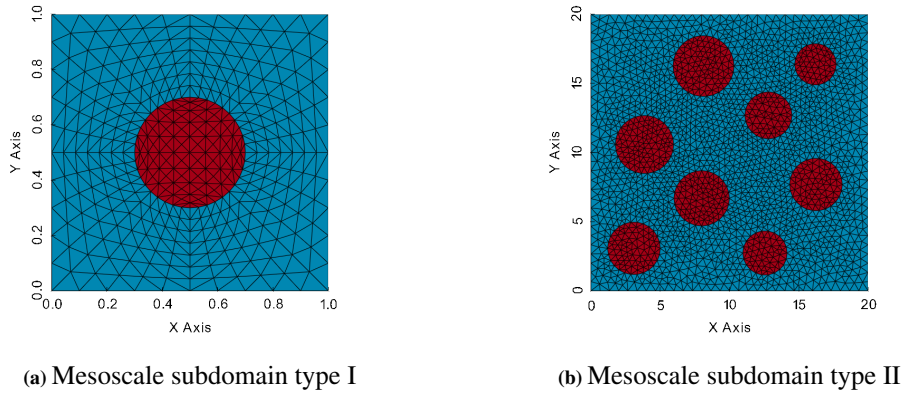 1.0
0.8
0.6
0.4
0.2
0.0
Y Axis
0.0 0.2 0.4 0.6 0.8 1.0
X Axis
(a) Mesoscale subdomain type I
20
15
10
5
0
Y Axis
0 5 10 15 20
X Axis
(b) Mesoscale subdomain type II